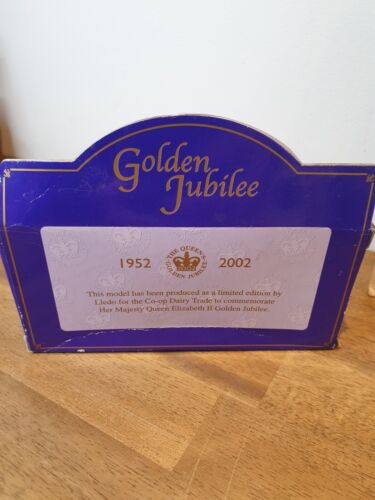 Golden
Jubilee
1952
THE QUEEN'S
GOLDEN JUBILEE
2002
This model has been produced as a limited edition by
Lledo for the Co-op Dairy Trade to commemorate
Her Majesty Queen Elizabeth II Golden Jubilee.